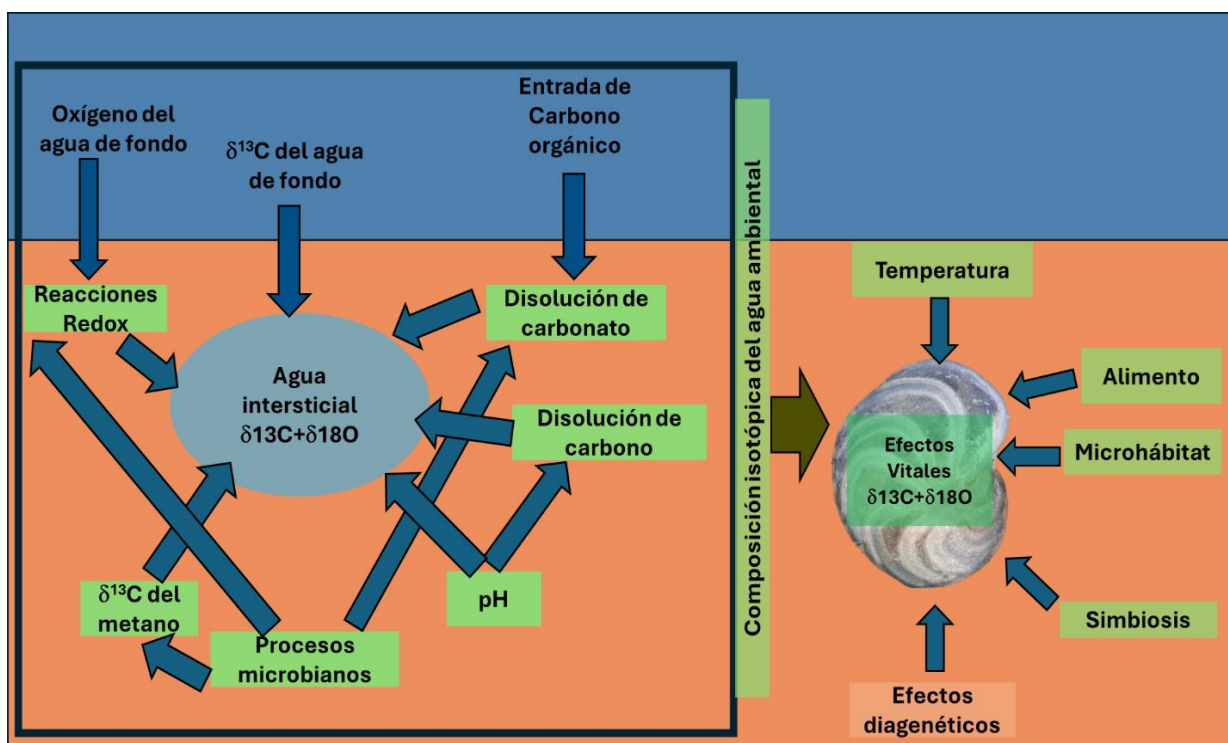 Oxígeno del
agua de fondo
δ¹³C del agua
de fondo
Entrada de
Carbono
orgánico
Reacciones
Redox
Disolución de
carbonato
Agua
intersticial
δ13C+δ18O
Disolución de
carbono
δ¹³C del
metano
Procesos
microbianos
pH
Composición isotópica del agua ambiental
Temperatura
Alimento
Microhábitat
Efectos
Vitales
δ13C+δ18O
Simbiosis
Efectos
diagenéticos